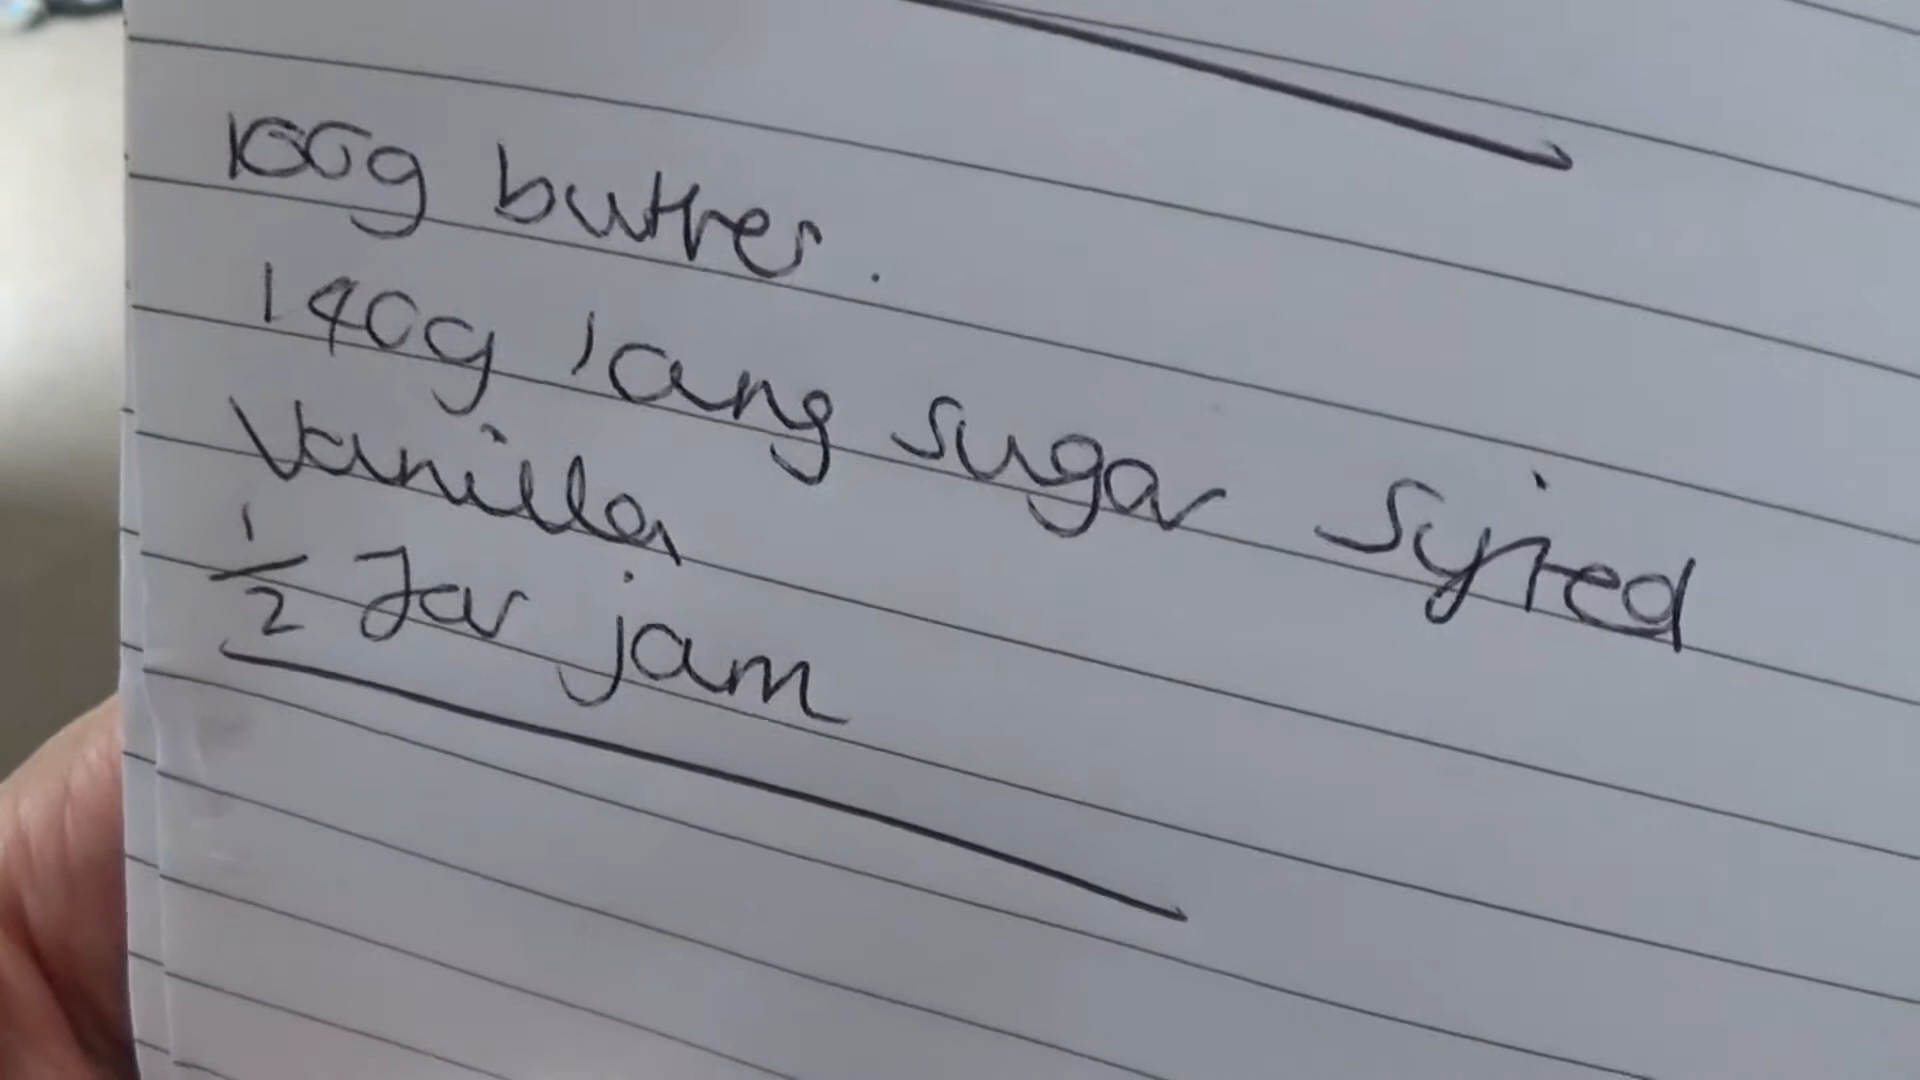 100g butter.
140g icing sugar Sifted
Vanilla
1/2 Jar jam